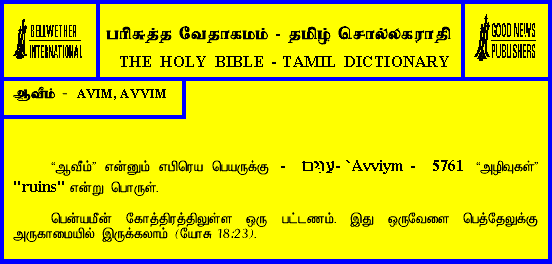 BELLWETHER
INTERNATIONAL
பரிசுத்த வேதாகமம் - தமிழ் சொல்லகராதி
THE HOLY BIBLE - TAMIL DICTIONARY
GOOD NEWS
PUBLISHERS
ஆவீம் - AVIM, AVVIM
“ஆவீம்” என்னும் எபிரெய பெயருக்கு - עַוִּים - `Avviym - 5761 “அழிவுகள்”
"ruins" என்று பொருள்.
பென்யமீன் கோத்திரத்திலுள்ள ஒரு பட்டணம். இது ஒருவேளை பெத்தேலுக்கு
அருகாமையில் இருக்கலாம் (யோசு 18:23).